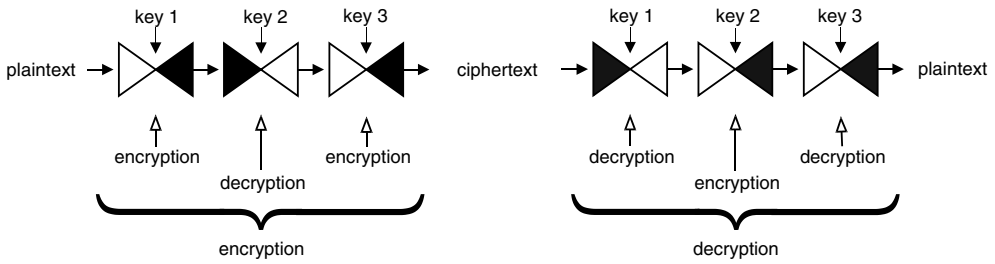 key 1 key 2 key 3 key 1 key 2 key 3
plaintext ciphertext plaintext
encryption encryption decryption decryption
decryption encryption
encryption decryption